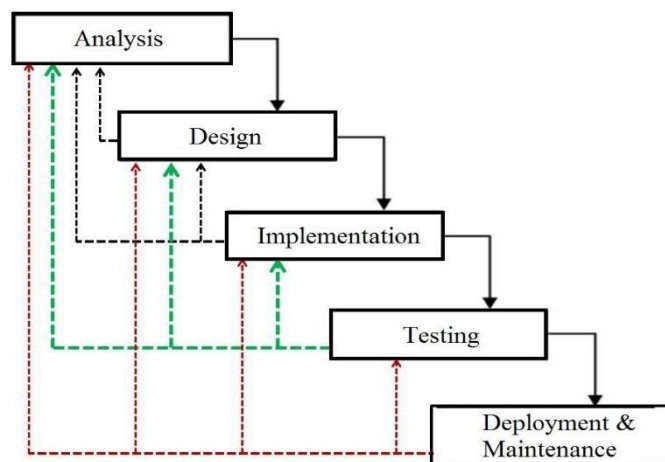 Analysis
Design
Implementation
Testing
Deployment &
Maintenance